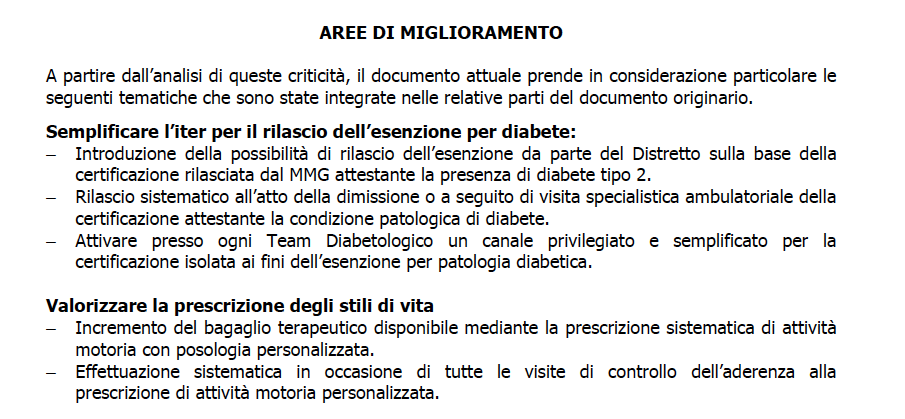 AREE DI MIGLIORAMENTO
A partire dall'analisi di queste criticità, il documento attuale prende in considerazione particolare le
seguenti tematiche che sono state integrate nelle relative parti del documento originario.
Semplificare l'iter per il rilascio dell'esenzione per diabete:
− Introduzione della possibilità di rilascio dell'esenzione da parte del Distretto sulla base della
certificazione rilasciata dal MMG attestante la presenza di diabete tipo 2.
− Rilascio sistematico all'atto della dimissione o a seguito di visita specialistica ambulatoriale della
certificazione attestante la condizione patologica di diabete.
− Attivare presso ogni Team Diabetologico un canale privilegiato e semplificato per la
certificazione isolata ai fini dell'esenzione per patologia diabetica.
Valorizzare la prescrizione degli stili di vita
− Incremento del bagaglio terapeutico disponibile mediante la prescrizione sistematica di attività
motoria con posologia personalizzata.
− Effettuazione sistematica in occasione di tutte le visite di controllo dell'aderenza alla
prescrizione di attività motoria personalizzata.